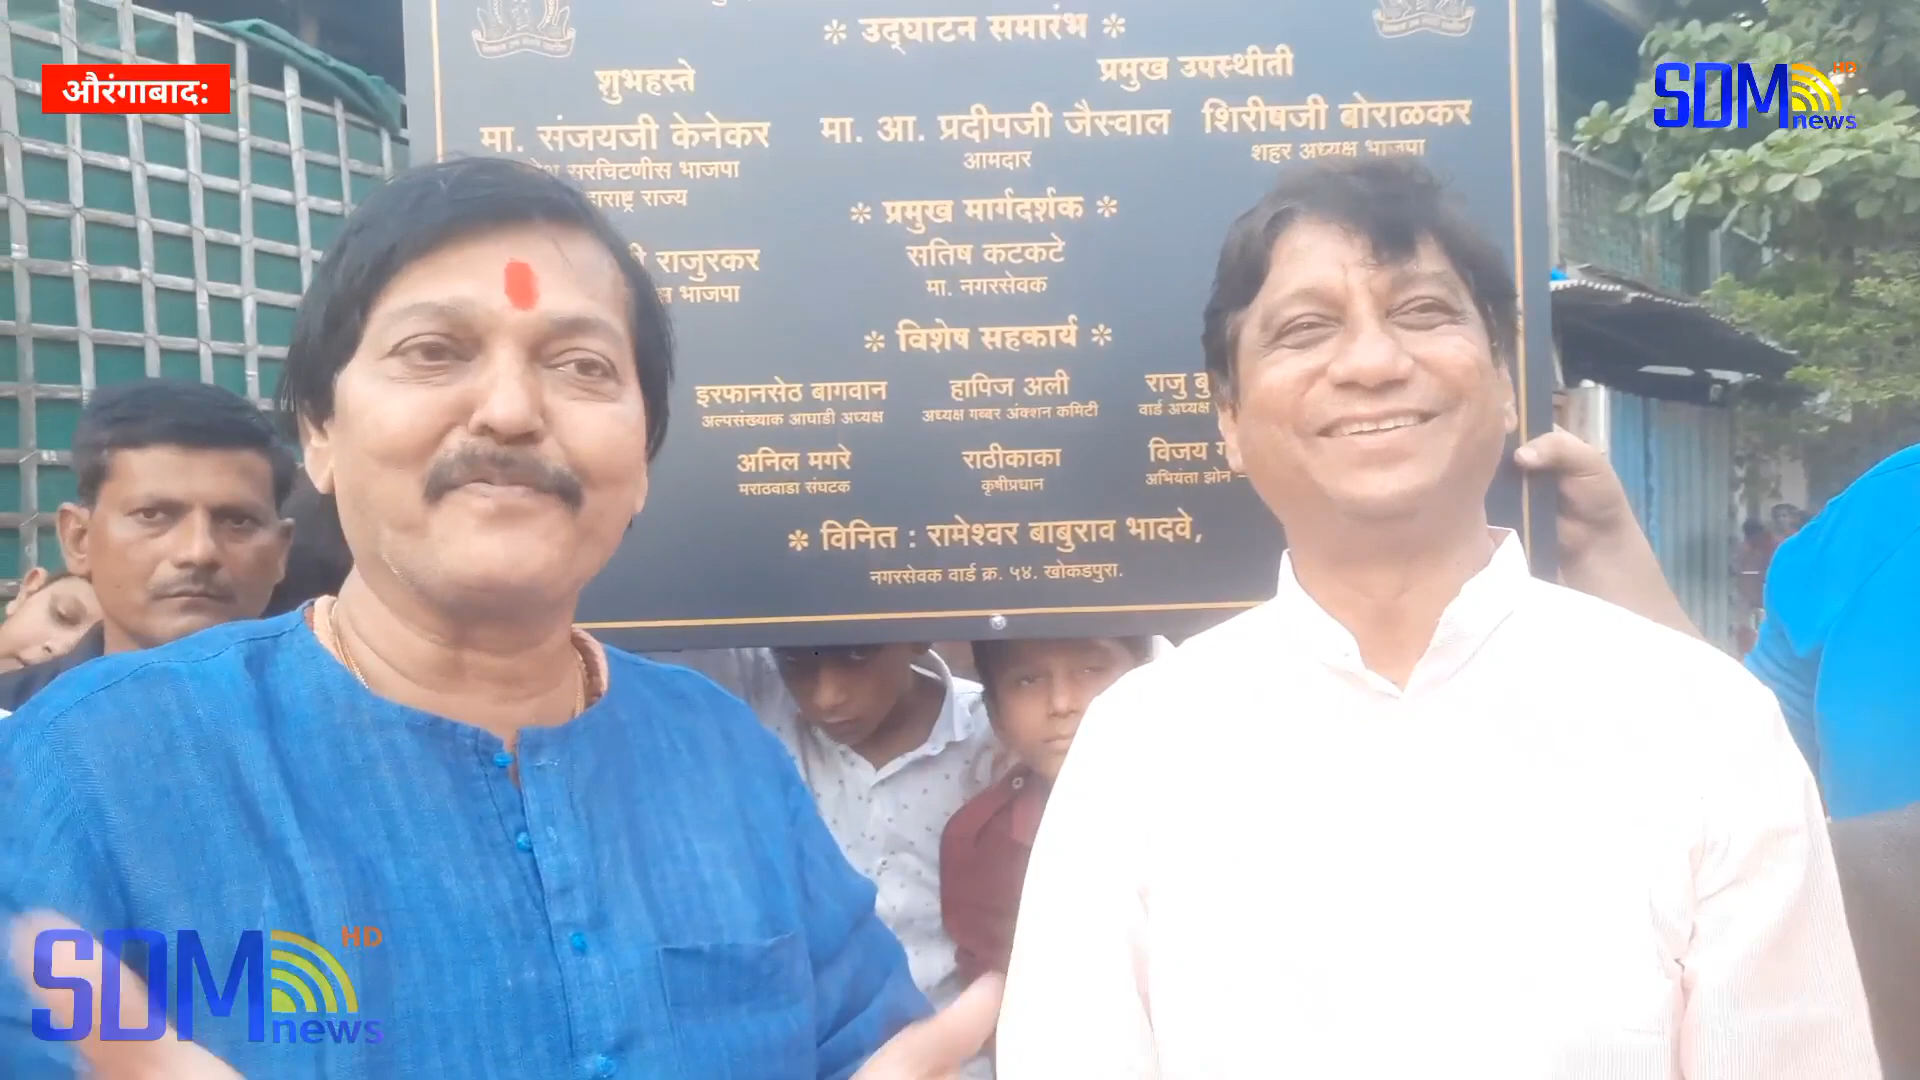 * उद्घाटन समारंभ *
औरंगाबाद:
SDM HD
news
शुभहस्ते
प्रमुख उपस्थीती
मा. संजयजी केनेकर
मा. आ. प्रदीपजी जैस्वाल
शिरीषजी बोराळकर
सरचिटणीस भाजपा
आमदार
शहर अध्यक्ष भाजपा
राज्य
* प्रमुख मार्गदर्शक *
राजुरकर
सतिष कटकटे
भाजपा
मा. नगरसेवक
* विशेष सहकार्य *
इरफानसेठ बागवान
हापिज अली
राजु
अल्पसंख्याक आघाडी अध्यक्ष
अध्यक्ष गब्बर अंक्शन कमिटी
वार्ड अध्यक्ष
अनिल मगरे
राठीकाका
विजय
मराठवाडा संघटक
कृषीप्रधान
अभियंता झोन –
* विनित : रामेश्वर बाबुराव भादवे,
नगरसेवक वार्ड क्र. ५४. खोकडपुरा.
SDM HD
news